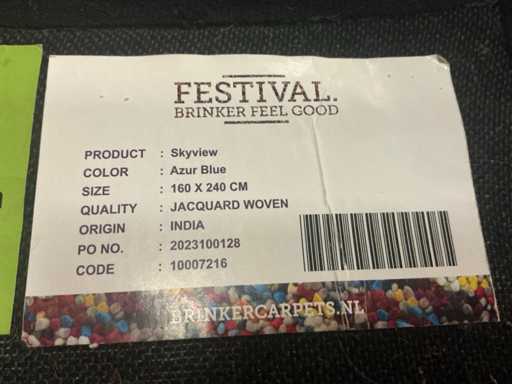 FESTIVAL.
BRINKER FEEL GOOD
PRODUCT : Skyview
COLOR : Azur Blue
SIZE : 160 X 240 CM
QUALITY : JACQUARD WOVEN
ORIGIN : INDIA
PO NO. : 2023100128
CODE : 10007216
BRINKERCARPETS.NL